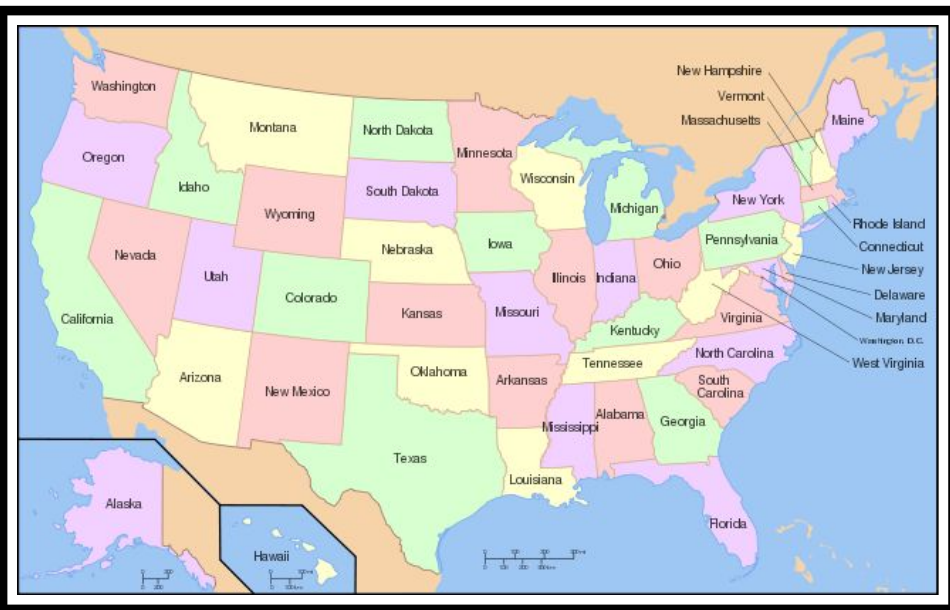 New Hampshire
Vermont
Massachusetts
Washington
Montana
North Dakota
Minnesota
Maine
Oregon
Idaho
Wisconsin
South Dakota
Michigan
New York
Wyoming
Rhode Island
Iowa
Pennsylvania
Connecticut
Nevada
Nebraska
Ohio
New Jersey
Utah
Illinois
Indiana
Colorado
Delaware
Kansas
Missouri
California
Virginia
Maryland
Kentucky
Washington, D.C.
North Carolina
Tennessee
West Virginia
Oklahoma
Arizona
Arkansas
South
Carolina
New Mexico
Alabama
Georgia
Mississippi
Texas
Louisiana
Alaska
Florida
Hawaii